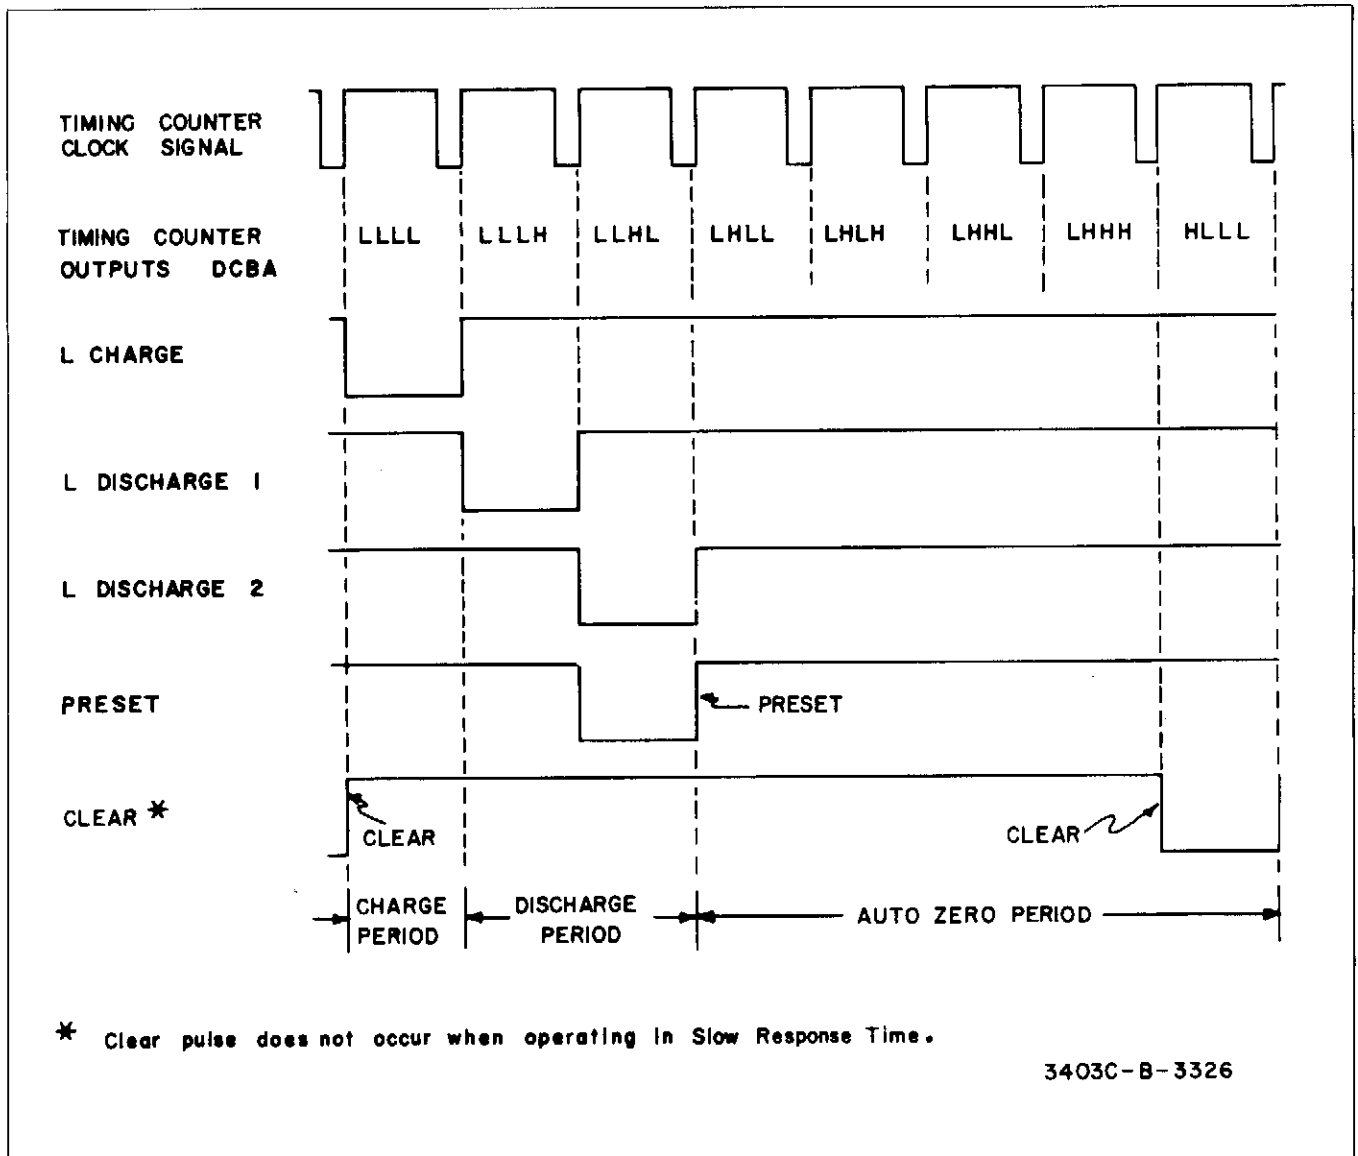 TIMING COUNTER
CLOCK SIGNAL
TIMING COUNTER
OUTPUTS DCBA
LLLL LLLH LLHL LHLL LHLH LHHL LHHH HLLL
L CHARGE
L DISCHARGE 1
L DISCHARGE 2
PRESET
PRESET
CLEAR *
CLEAR
CLEAR
CHARGE
PERIOD
DISCHARGE
PERIOD
AUTO ZERO PERIOD
* Clear pulse does not occur when operating in Slow Response Time.
3403C-B-3326